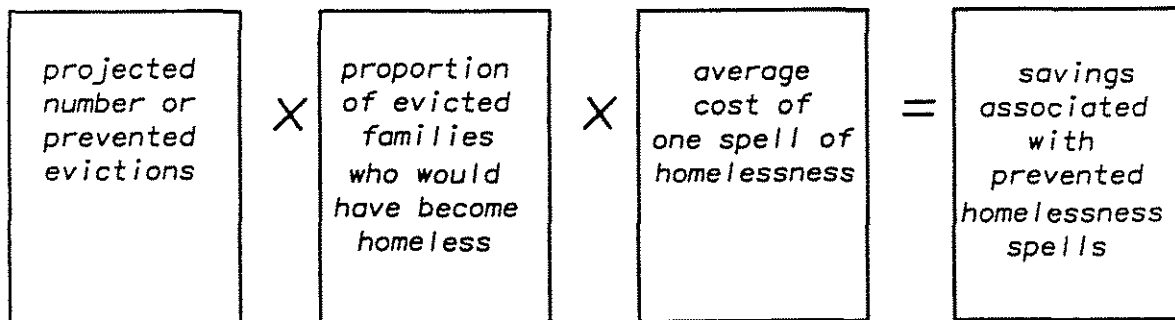 projected
number or
prevented
evictions
×
proportion
of evicted
families
who would
have become
homeless
×
average
cost of
one spell of
homelessness
=
savings
associated
with
prevented
homelessness
spells